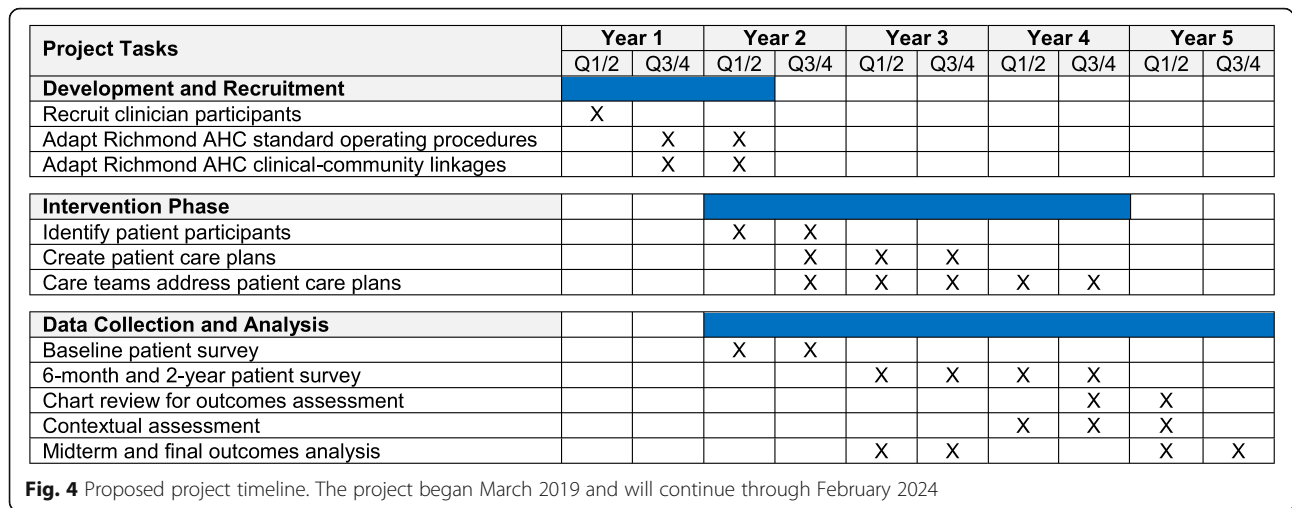 Project Tasks Year 1 Year 2 Year 3 Year 4 Year 5
Q1/2 Q3/4 Q1/2 Q3/4 Q1/2 Q3/4 Q1/2 Q3/4 Q1/2 Q3/4
Development and Recruitment
Recruit clinician participants X
Adapt Richmond AHC standard operating procedures X X
Adapt Richmond AHC clinical-community linkages X X
Intervention Phase
Identify patient participants X X
Create patient care plans X X X
Care teams address patient care plans X X X X X
Data Collection and Analysis
Baseline patient survey X X
6-month and 2-year patient survey X X X X
Chart review for outcomes assessment X X
Contextual assessment X X X
Midterm and final outcomes analysis X X X X
Fig. 4 Proposed project timeline. The project began March 2019 and will continue through February 2024